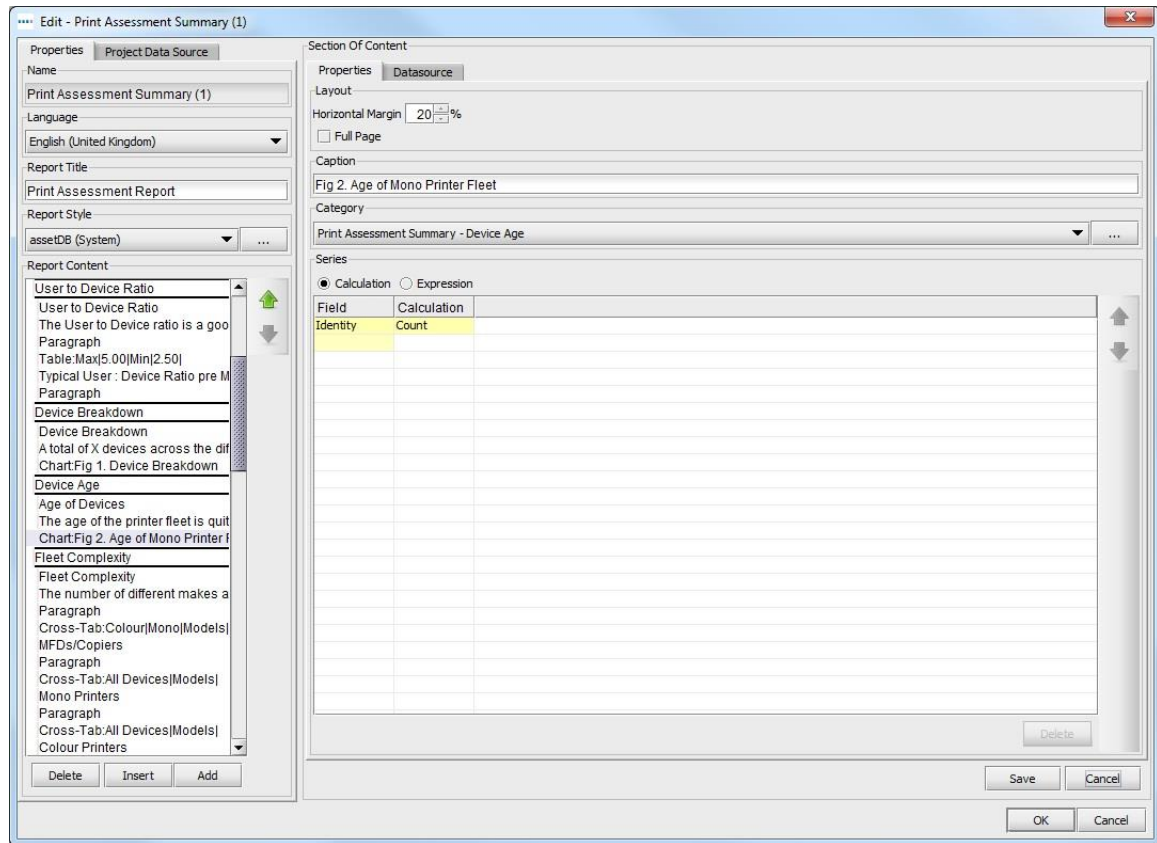 Edit - Print Assessment Summary (1)
Properties
Project Data Source
Name
Print Assessment Summary (1)
Language
English (United Kingdom)
Report Title
Print Assessment Report
Report Style
assetDB (System)
...
Report Content
User to Device Ratio
User to Device Ratio
The User to Device ratio is a goo
Paragraph
Table:Max|5.00|Min|2.50|
Typical User : Device Ratio pre M
Paragraph
Device Breakdown
Device Breakdown
A total of X devices across the dif
Chart:Fig 1. Device Breakdown
Device Age
Age of Devices
The age of the printer fleet is quit
Chart:Fig 2. Age of Mono Printer F
Fleet Complexity
Fleet Complexity
The number of different makes a
Paragraph
Cross-Tab:Colour|Mono|Models|
MFDs/Copiers
Paragraph
Cross-Tab:All Devices|Models|
Mono Printers
Paragraph
Cross-Tab:All Devices|Models|
Colour Printers
Delete
Insert
Add
Section Of Content
Properties
Datasource
Layout
Horizontal Margin 20 %
Full Page
Caption
Fig 2. Age of Mono Printer Fleet
Category
Print Assessment Summary - Device Age
...
Series
Calculation Expression
Field Calculation
Identity Count
Delete
Save
Cancel
OK
Cancel